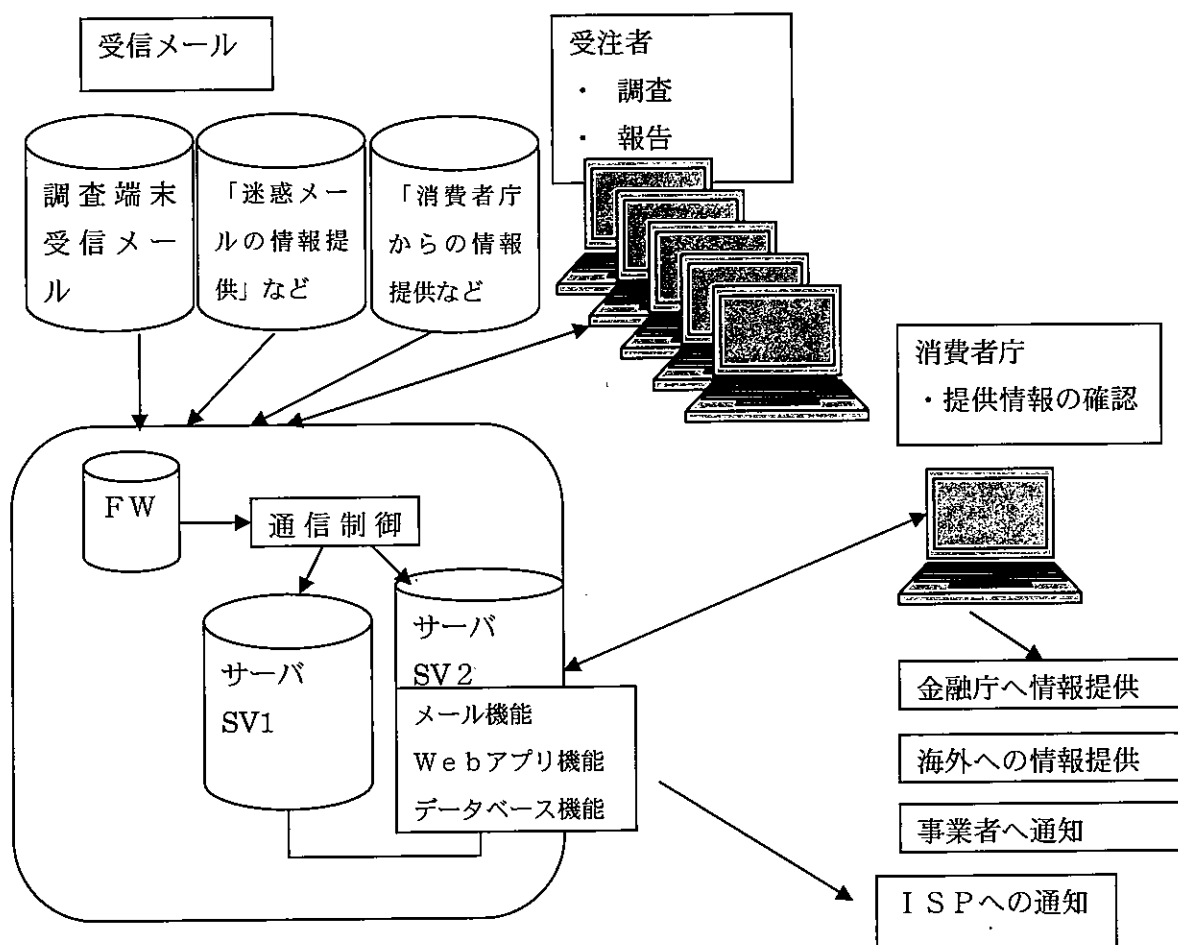 受信メール
受注者
・ 調査
・ 報告
調査端末
受信メー
ル
「迷惑メー
ルの情報提
供」など
「消費者庁
からの情報
提供など
消費者庁
・提供情報の確認
FW
通信制御
サーバ
SV1
サーバ
SV2
メール機能
Webアプリ機能
データベース機能
金融庁へ情報提供
海外への情報提供
事業者へ通知
ISPへの通知